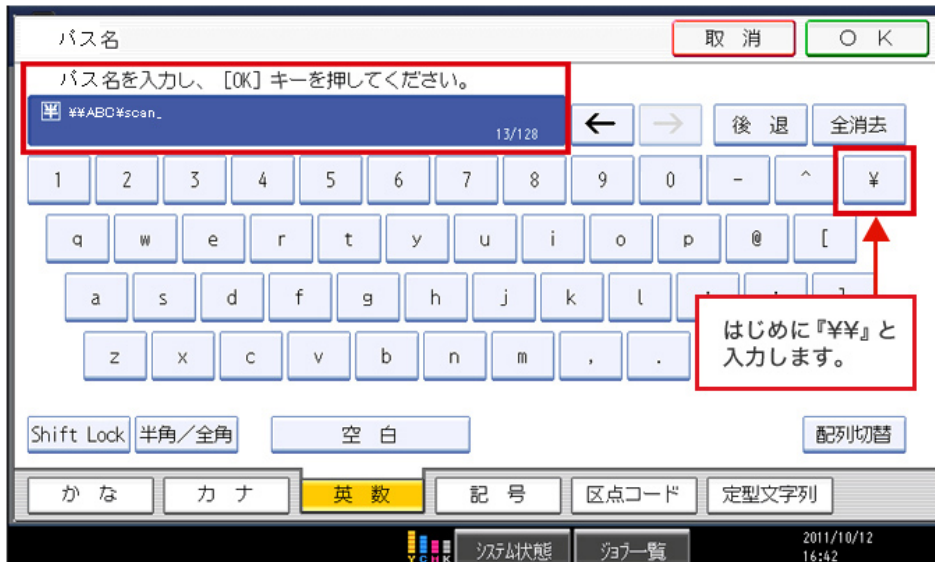 パス名
取 消
O K
パス名を入力し、[OK] キーを押してください。
半 ¥¥ABC¥scan_
13/128
← → 後 退 全消去
1 2 3 4 5 6 7 8 9 0 - ^ ¥
q w e r t y u i o p @ [
a s d f g h j k l
z x c v b n m , .
はじめに『¥¥』と
入力します。
Shift Lock 半角/全角 空 白 配列切替
か な カ ナ 英 数 記 号 区点コード 定型文字列
Y C M K システム状態 ジョブ一覧
2011/10/12
16:42